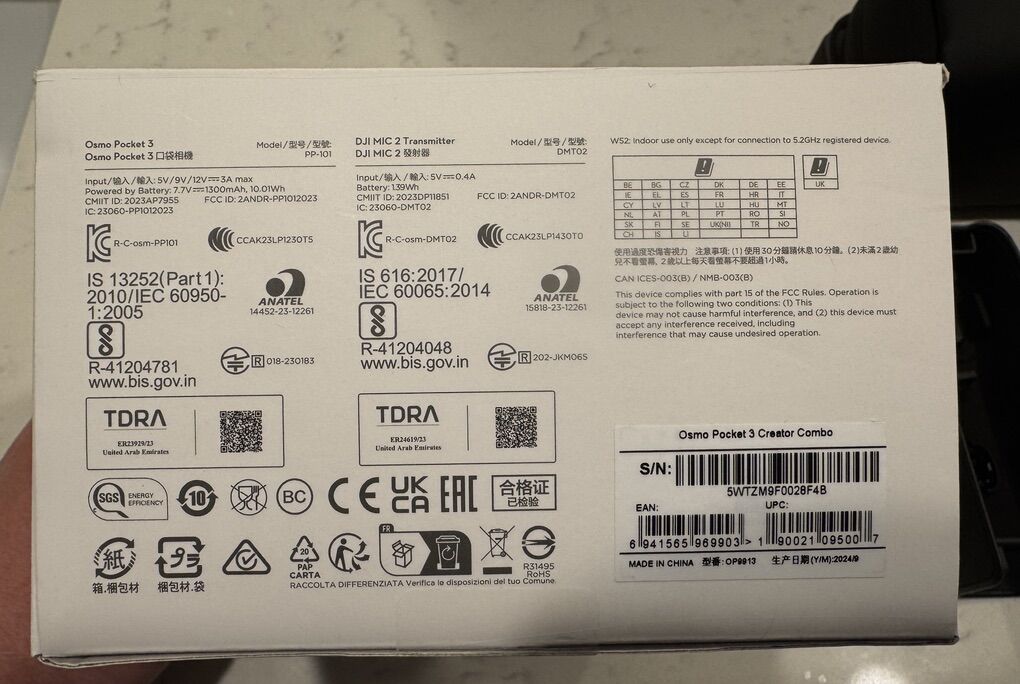 Osmo Pocket 3
Osmo Pocket 3 口袋相機
Model / 型号 / 型號:
PP-101
Input/输入 / 輸入: 5V/9V/12V⎓3A max
Powered by Battery: 7.7V⎓1300mAh, 10.01Wh
CMIIT ID: 2023AP7955
FCC ID: 2ANDR-PP1012023
IC: 23060-PP1012023
R-C-osm-PP101
CCAK23LP1230T5
IS 13252(Part1):
2010/IEC 60950-
1:2005
ANATEL
14452-23-12261
R-41204781
www.bis.gov.in
R 018-230183
TDRA
ER23929/23
United Arab Emirates
DJI MIC 2 Transmitter
DJI MIC 2 發射器
Model / 型号 / 型號:
DMT02
Input/输入 / 輸入: 5V⎓0.4A
Battery: 1.39Wh
CMIIT ID: 2023DP11851
FCC ID: 2ANDR-DMT02
IC: 23060-DMT02
R-C-osm-DMT02
CCAK23LP1430T0
IS 616:2017/
IEC 60065:2014
ANATEL
15818-23-12261
R-41204048
www.bis.gov.in
R 202-JKM065
TDRA
ER24619/23
United Arab Emirates
W52: Indoor use only except for connection to 5.2GHz registered device.
BE BG CZ DK DE EE
IE EL ES FR HR IT
CY LV LT LU HU MT
NL AT PL PT RO SI
SK FI SE UK(NI) TR NO
CH IS LI
UK
使用過度恐傷害視力 注意事項: (1) 使用30分鐘請休息10分鐘。(2)未滿2歲幼
兒不看螢幕, 2歲以上每天看螢幕不要超過1小時。
CAN ICES-003(B) / NMB-003(B)
This device complies with part 15 of the FCC Rules. Operation is
subject to the following two conditions: (1) This
device may not cause harmful interference, and (2) this device must
accept any interference received, including
interference that may cause undesired operation.
SGS ENERGY
EFFICIENCY
10
BC
CE
UK
CA
EAC
合格证
已检验
紙
箱.梱包材
プラ
梱包材.袋
20
PAP
CARTA
FR
R31495
RoHS
RACCOLTA DIFFERENZIATA Verifica le disposizioni del tuo Comune.
Osmo Pocket 3 Creator Combo
S/N:
5WTZM9F0028F4B
EAN:
UPC:
6 941565 969903 >
1 90021 09500 7
MADE IN CHINA 型番: OP9913 生产日期(Y/M):2024/9